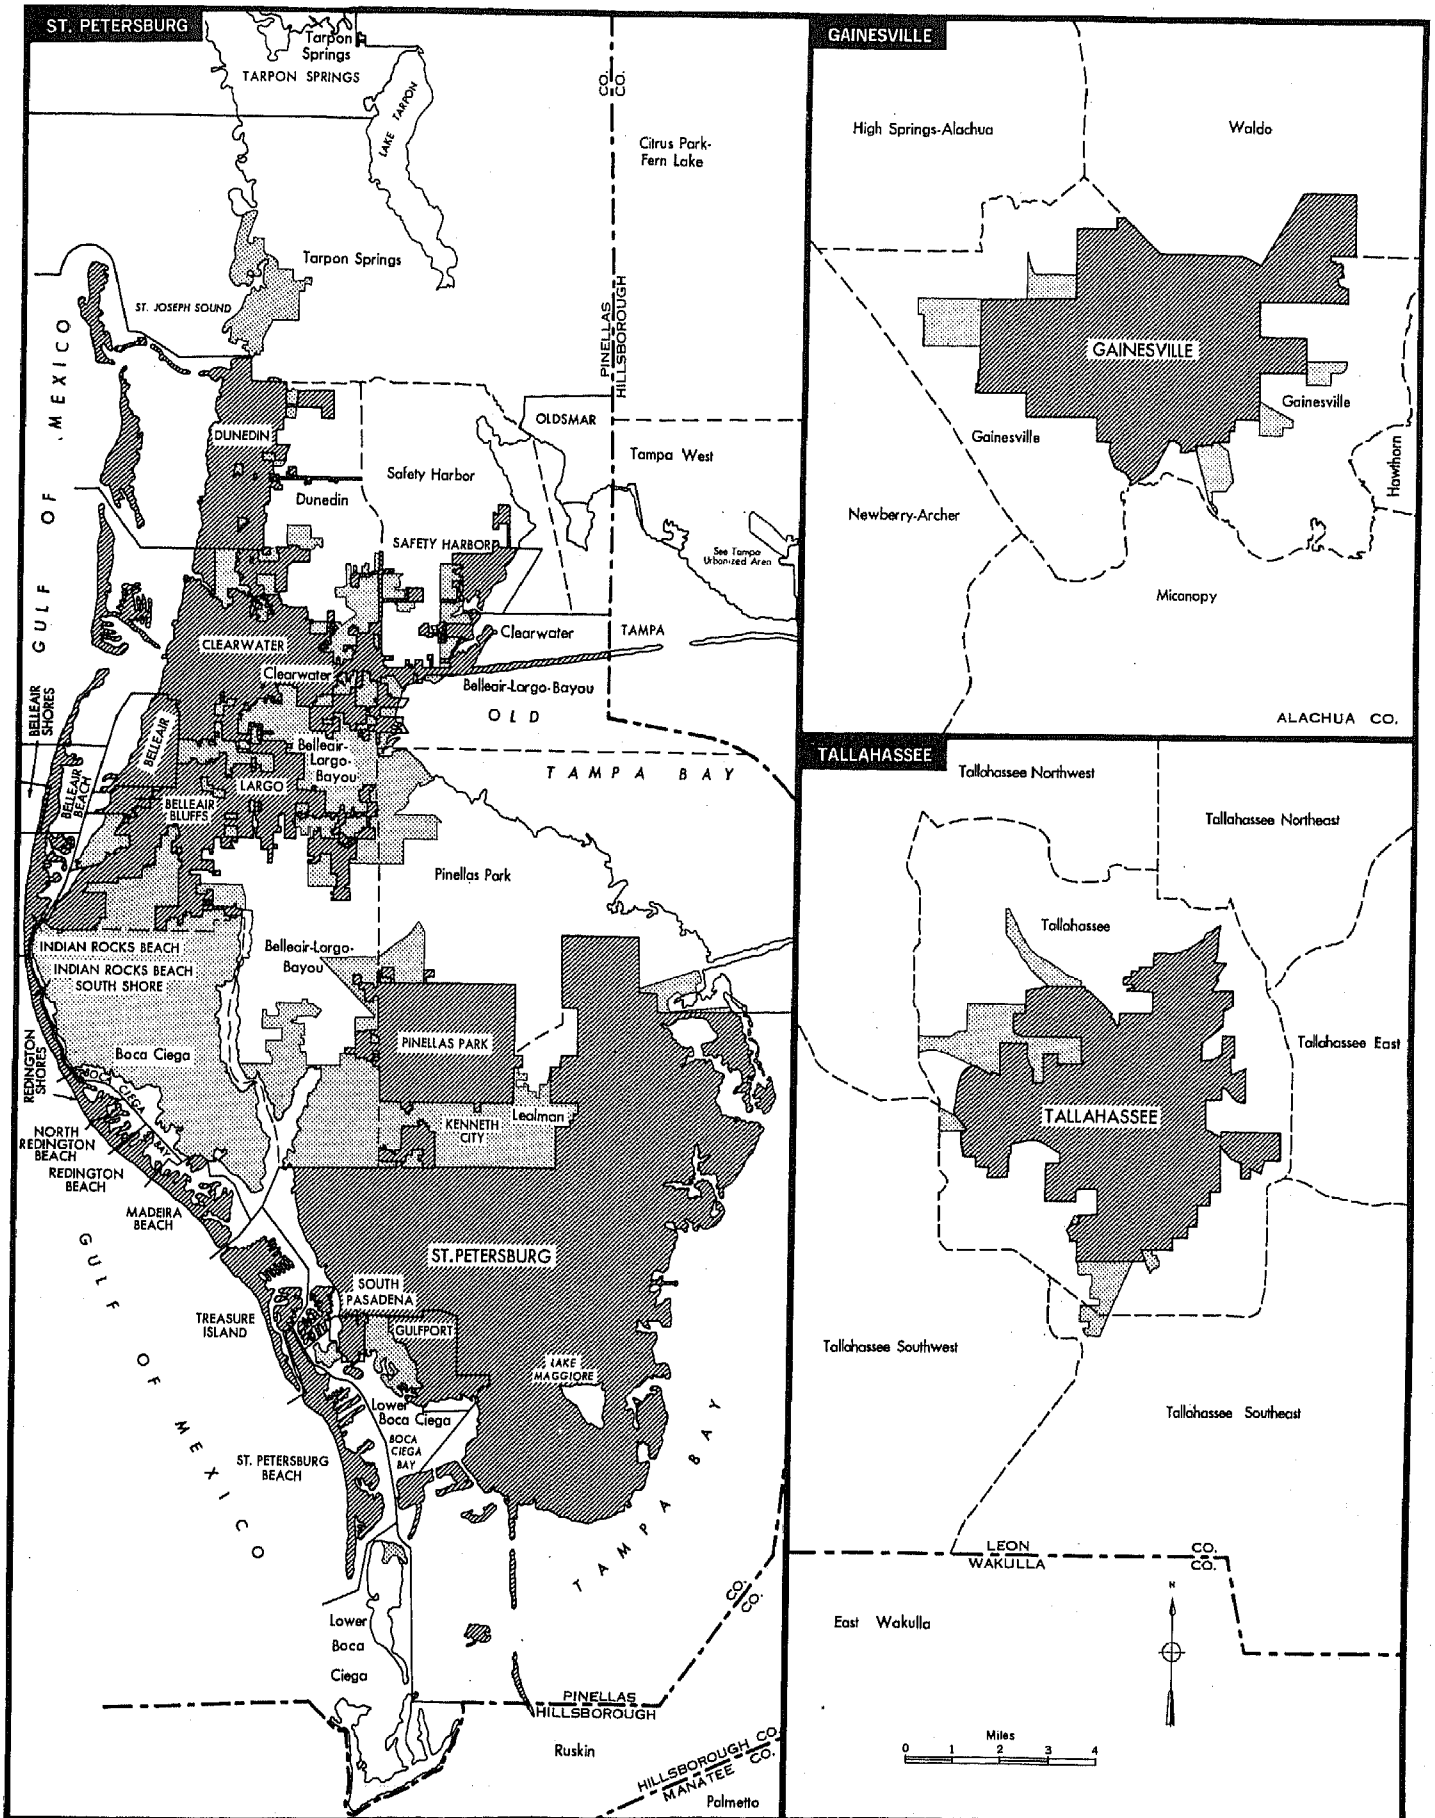 ST. PETERSBURG
Tarpon
Springs
TARPON SPRINGS
LAKE TARPON
CO.
CO.
Citrus Park-
Fern Lake
Tarpon Springs
ST. JOSEPH SOUND
PINELLAS
HILLSBOROUGH
GULF OF MEXICO
OLDSMAR
DUNEDIN
Tampa West
Safety Harbor
Dunedin
SAFETY HARBOR
See Tampa
Urbanized Area
CLEARWATER
Clearwater
TAMPA
Clearwater
Belleair-Largo-Bayou
BELLEAIR
SHORES
OLD
TAMPA BAY
BELLEAIR
Belleair-
Largo-
Bayou
BELLEAIR
BEACH
LARGO
BELLEAIR
BLUFFS
Pinellas Park
INDIAN ROCKS BEACH
INDIAN ROCKS BEACH
SOUTH SHORE
Belleair-Largo-
Bayou
PINELLAS PARK
Boca Ciega
REDINGTON
SHORES
BOCA CIEGA BAY
KENNETH
CITY
Lealman
NORTH
REDINGTON
BEACH
REDINGTON
BEACH
MADEIRA
BEACH
ST. PETERSBURG
GULF OF MEXICO
SOUTH
PASADENA
TREASURE
ISLAND
GULFPORT
LAKE
MAGGIORE
Lower
Boca Ciega
BOCA
CIEGA
BAY
ST. PETERSBURG
BEACH
TAMPA BAY
CO.
CO.
Lower
Boca
Ciega
PINELLAS
HILLSBOROUGH
Ruskin
HILLSBOROUGH CO.
MANATEE CO.
Palmetto
GAINESVILLE
High Springs-Alachua
Waldo
GAINESVILLE
Gainesville
Gainesville
Hawthorn
Newberry-Archer
Micanopy
ALACHUA CO.
TALLAHASSEE
Tallahassee Northwest
Tallahassee Northeast
Tallahassee
Tallahassee East
TALLAHASSEE
Tallahassee Southwest
Tallahassee Southeast
LEON CO.
WAKULLA CO.
East Wakulla
N
Miles
0 1 2 3 4